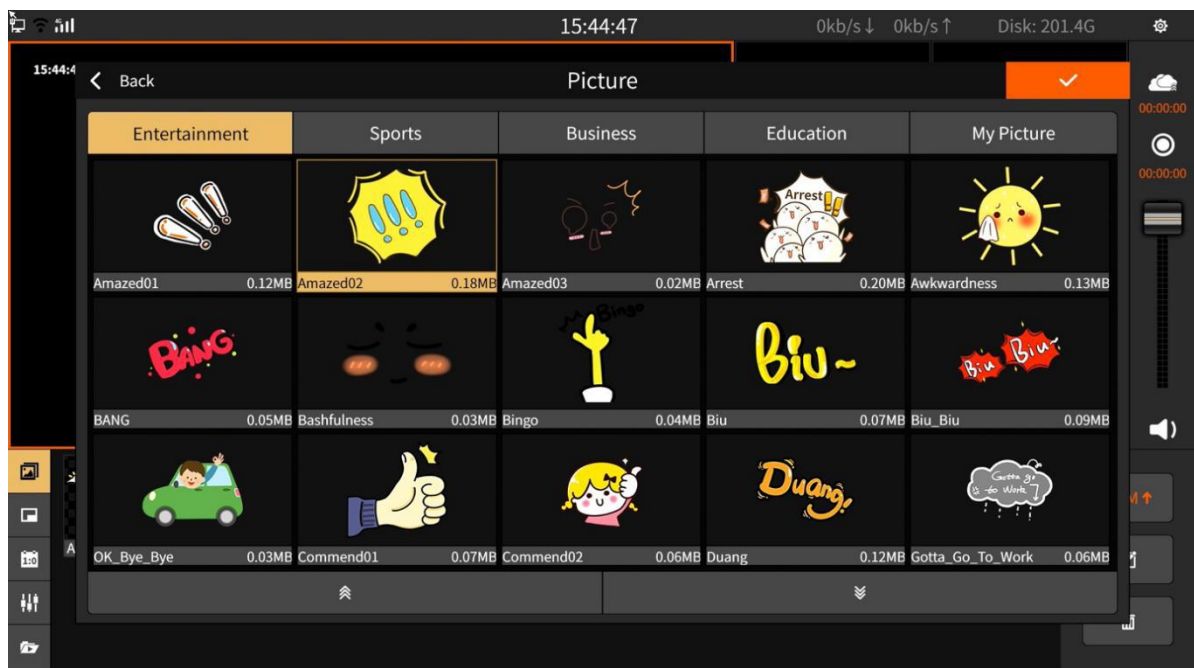 15:44:47 0kb/s↓ 0kb/s↑ Disk: 201.4G
15:44:4
Back Picture
00:00:00
Entertainment Sports Business Education My Picture
00:00:00
Arrest
Amazed01 0.12MB Amazed02 0.18MB Amazed03 0.02MB Arrest 0.20MB Awkwardness 0.13MB
BANG Bingo Biu~ Biu Biu~
BANG 0.05MB Bashfulness 0.03MB Bingo 0.04MB Biu 0.07MB Biu_Biu 0.09MB
Duang! Gotta go
to Work
M↑
A
1:0
OK_Bye_Bye 0.03MB Commend01 0.07MB Commend02 0.06MB Duang 0.12MB Gotta_Go_To_Work 0.06MB